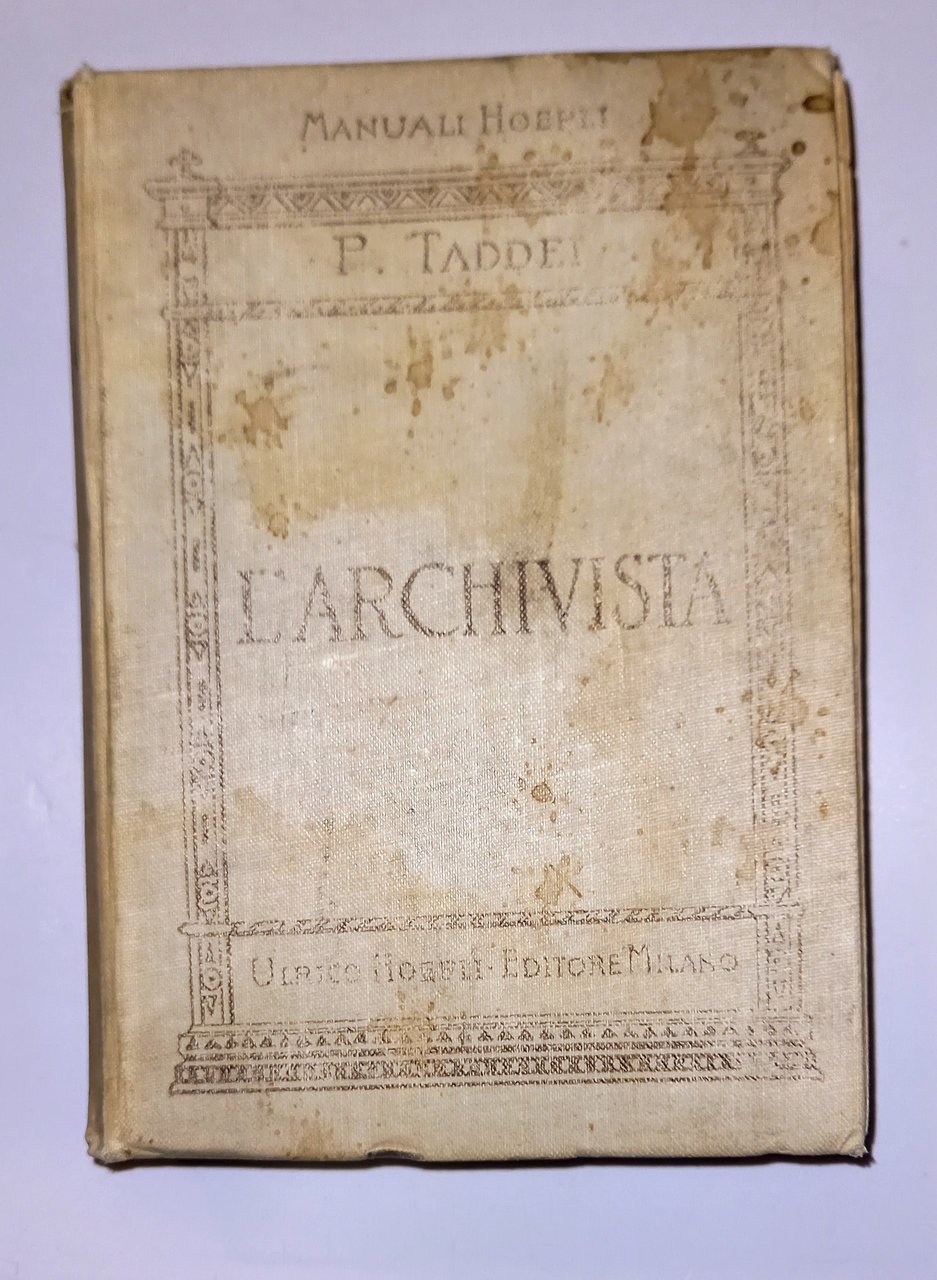 MANUALI HOEPLI
P. TADDEI
L'ARCHIVISTA
ULRICO HOEPLI · EDITORE MILANO